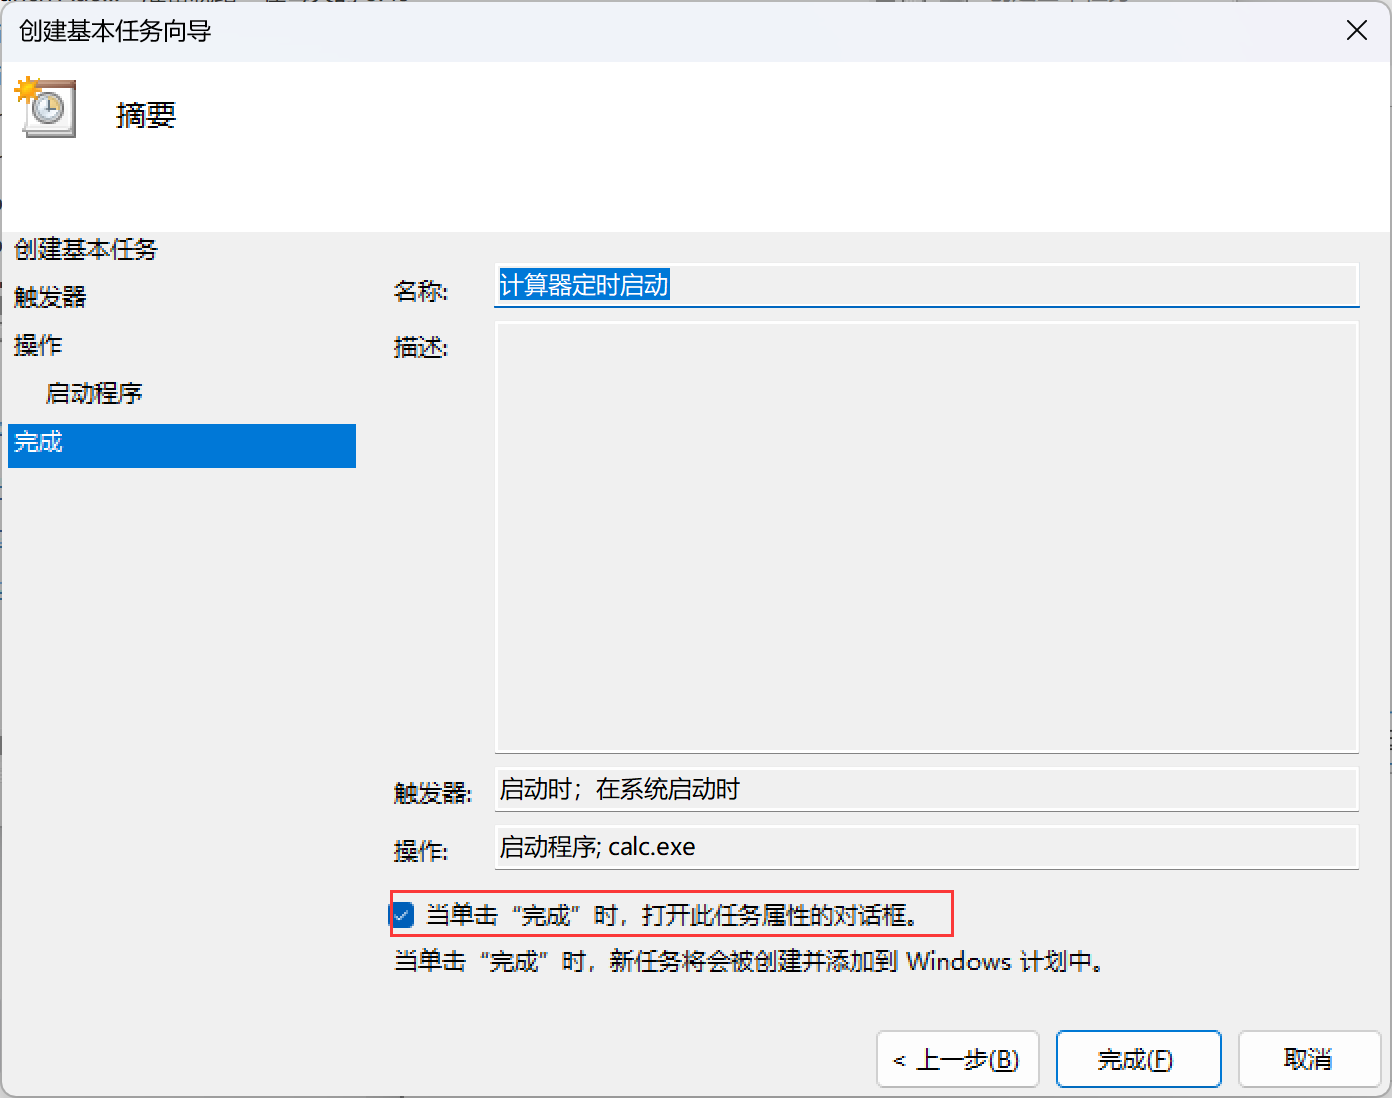 创建基本任务向导
摘要
创建基本任务
触发器
操作
启动程序
完成
名称: 计算器定时启动
描述:
触发器: 启动时；在系统启动时
操作: 启动程序; calc.exe
当单击“完成”时，打开此任务属性的对话框。
当单击“完成”时，新任务将会被创建并添加到 Windows 计划中。
< 上一步(B) 完成(F) 取消